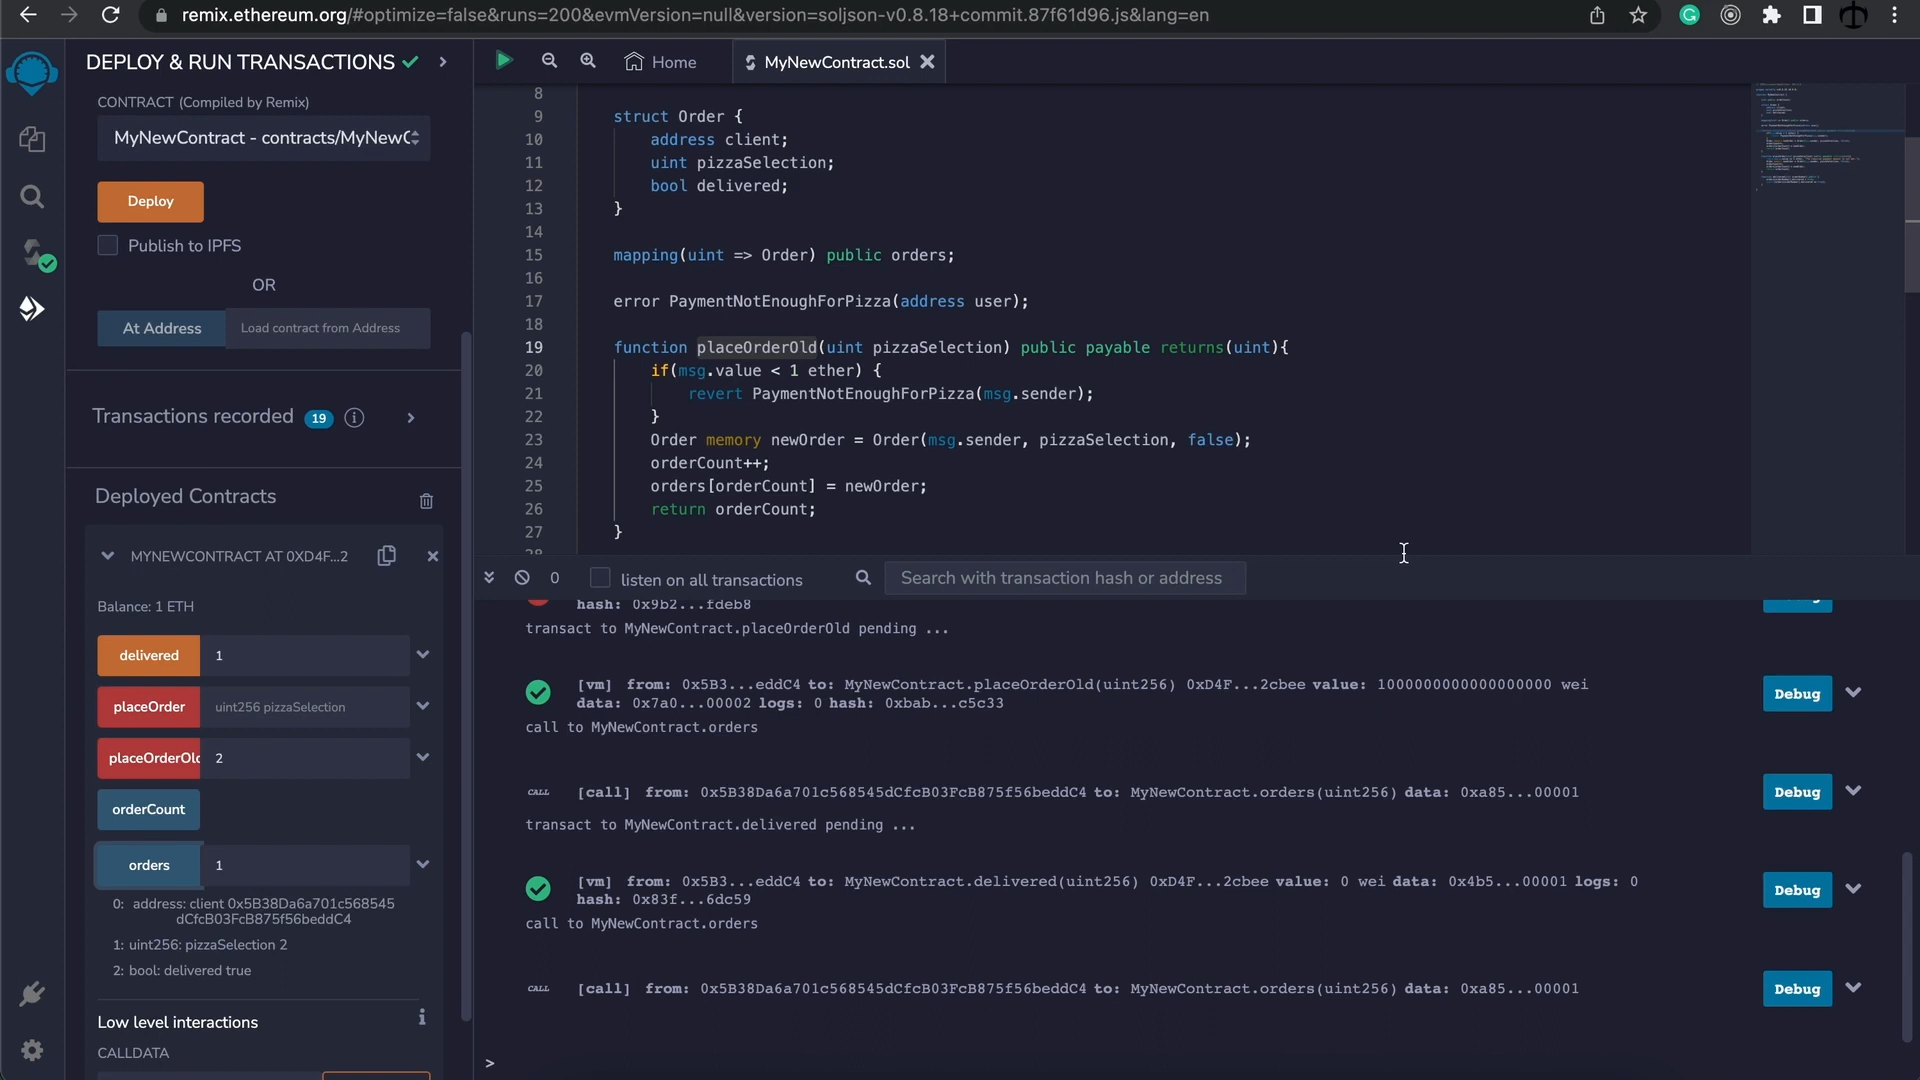 remix.ethereum.org/#optimize=false&runs=200&evmVersion=null&version=soljson-v0.8.18+commit.87f61d96.js&lang=en
DEPLOY & RUN TRANSACTIONS
CONTRACT (Compiled by Remix)
MyNewContract - contracts/MyNewC
Deploy
Publish to IPFS
OR
At Address
Load contract from Address
Transactions recorded 19
Deployed Contracts
MYNEWCONTRACT AT 0XD4F...2
Balance: 1 ETH
delivered 1
placeOrder uint256 pizzaSelection
placeOrderOld 2
orderCount
orders 1
0: address: client 0x5B38Da6a701c568545
dCfcB03FcB875f56beddC4
1: uint256: pizzaSelection 2
2: bool: delivered true
Low level interactions
CALLDATA
Home
MyNewContract.sol
8
9 struct Order {
10 address client;
11 uint pizzaSelection;
12 bool delivered;
13 }
14
15 mapping(uint => Order) public orders;
16
17 error PaymentNotEnoughForPizza(address user);
18
19 function placeOrderOld(uint pizzaSelection) public payable returns(uint){
20 if(msg.value < 1 ether) {
21 revert PaymentNotEnoughForPizza(msg.sender);
22 }
23 Order memory newOrder = Order(msg.sender, pizzaSelection, false);
24 orderCount++;
25 orders[orderCount] = newOrder;
26 return orderCount;
27 }
0
listen on all transactions
Search with transaction hash or address
hash: 0x9b2...fdeb8
transact to MyNewContract.placeOrderOld pending ...
[vm] from: 0x5B3...eddC4 to: MyNewContract.placeOrderOld(uint256) 0xD4F...2cbee value: 1000000000000000000 wei
data: 0x7a0...00002 logs: 0 hash: 0xbab...c5c33
Debug
call to MyNewContract.orders
CALL [call] from: 0x5B38Da6a701c568545dCfcB03FcB875f56beddC4 to: MyNewContract.orders(uint256) data: 0xa85...00001
Debug
transact to MyNewContract.delivered pending ...
[vm] from: 0x5B3...eddC4 to: MyNewContract.delivered(uint256) 0xD4F...2cbee value: 0 wei data: 0x4b5...00001 logs: 0
hash: 0x83f...6dc59
Debug
call to MyNewContract.orders
CALL [call] from: 0x5B38Da6a701c568545dCfcB03FcB875f56beddC4 to: MyNewContract.orders(uint256) data: 0xa85...00001
Debug
>